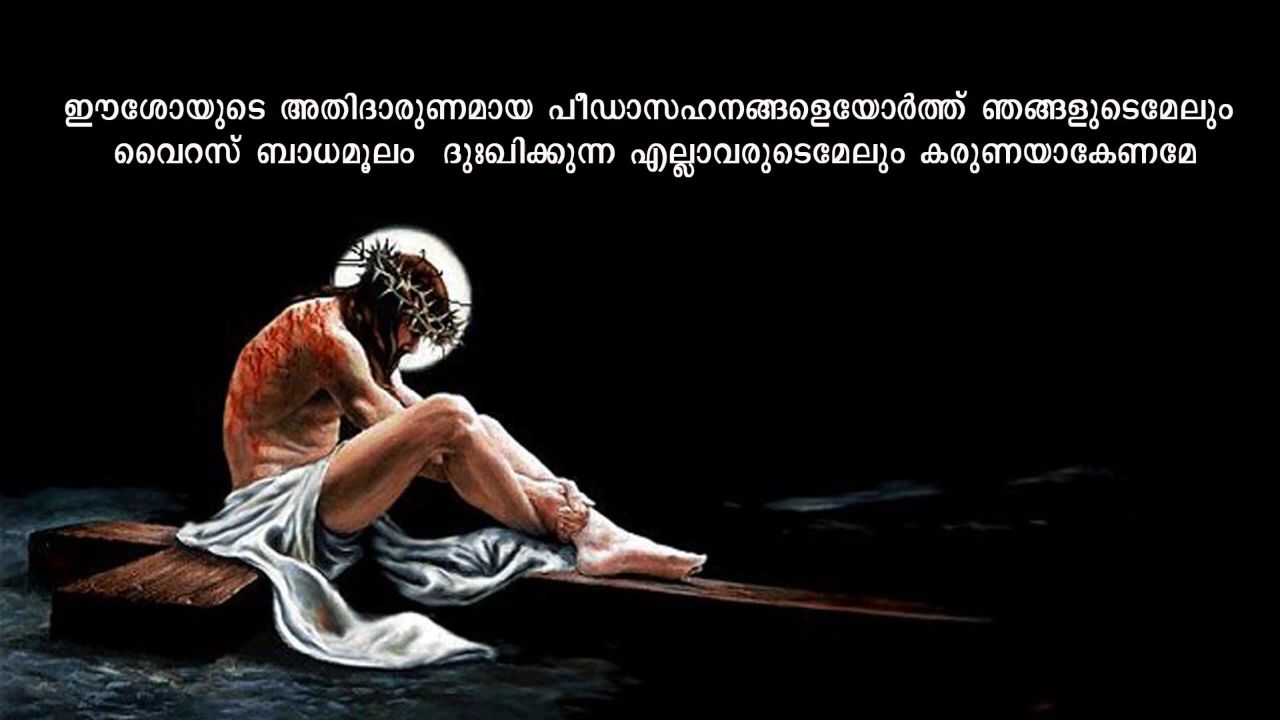 ഈശോയുടെ അതിദാരുണമായ പീഡാസഹനങ്ങളെയോർത്ത് ഞങ്ങളുടെമേലും
വൈറസ് ബാധമൂലം ദുഃഖിക്കുന്ന എല്ലാവരുടെമേലും കരുണയാകേണമേ